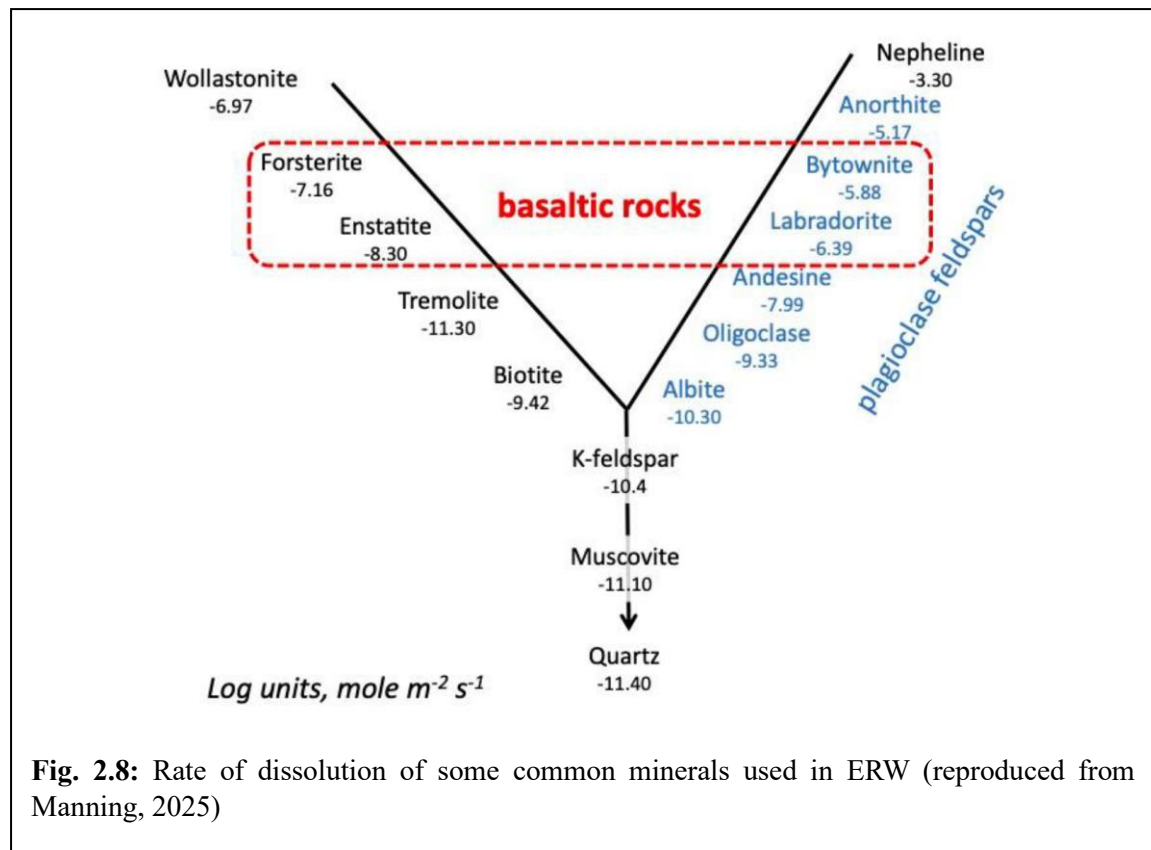 Wollastonite
-6.97
Nepheline
-3.30
Anorthite
-5.17
Forsterite
-7.16
basaltic rocks
Bytownite
-5.88
Enstatite
-8.30
Labradorite
-6.39
Tremolite
-11.30
Andesine
-7.99
Oligoclase
-9.33
plagioclase feldspars
Biotite
-9.42
Albite
-10.30
K-feldspar
-10.4
Muscovite
-11.10
Quartz
-11.40
Log units, mole m-2 s-1
Fig. 2.8: Rate of dissolution of some common minerals used in ERW (reproduced from
Manning, 2025)